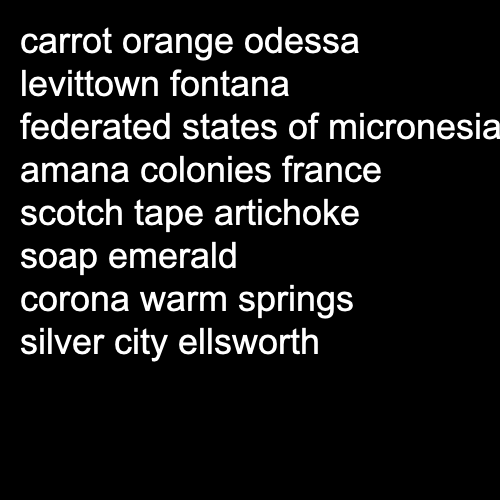 carrot orange odessa
levittown fontana
federated states of micronesia
amana colonies france
scotch tape artichoke
soap emerald
corona warm springs
silver city ellsworth